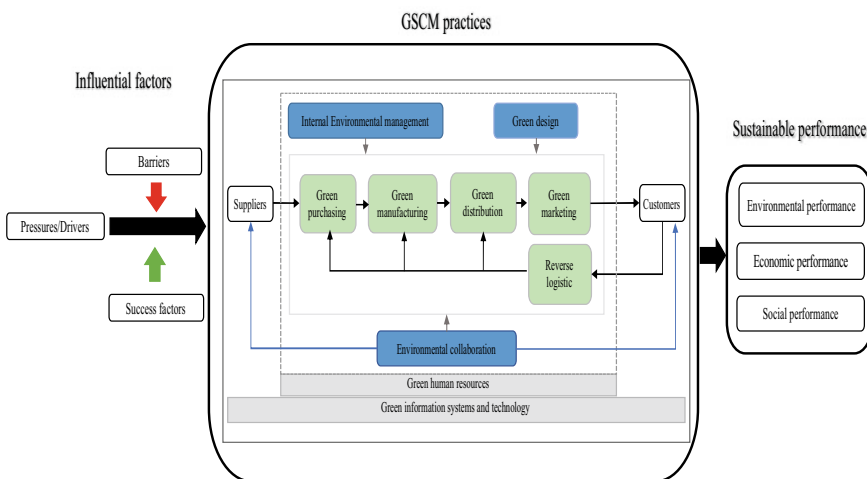 GSCM practices
Influential factors
Barriers
Pressures/Drivers
Success factors
Internal Environmental management
Green design
Suppliers
Green
purchasing
Green
manufacturing
Green
distribution
Green
marketing
Customers
Reverse
logistic
Environmental collaboration
Green human resources
Green information systems and technology
Sustainable performance
Environmental performance
Economic performance
Social performance